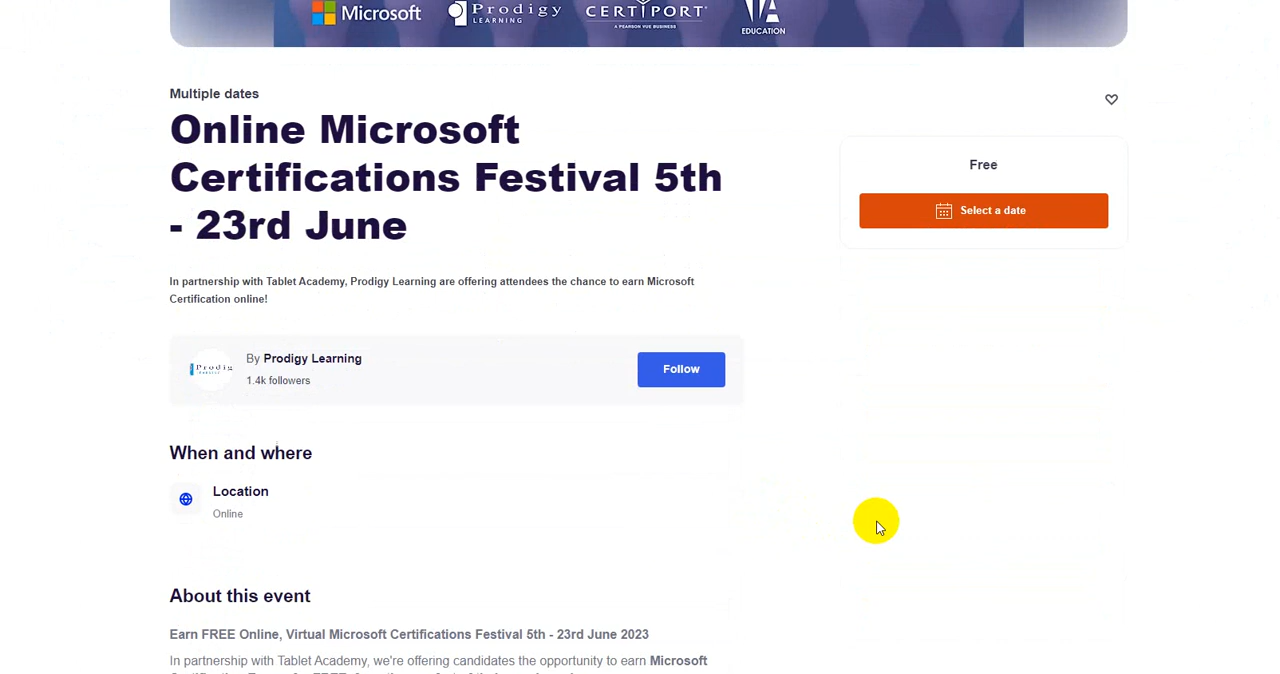 Microsoft Prodigy LEARNING CERTIPORT A PEARSON VUE BUSINESS EDUCATION
Multiple dates
Online Microsoft
Certifications Festival 5th
- 23rd June
Free
Select a date
In partnership with Tablet Academy, Prodigy Learning are offering attendees the chance to earn Microsoft
Certification online!
By Prodigy Learning
1.4k followers
Follow
When and where
Location
Online
About this event
Earn FREE Online, Virtual Microsoft Certifications Festival 5th - 23rd June 2023
In partnership with Tablet Academy, we're offering candidates the opportunity to earn Microsoft